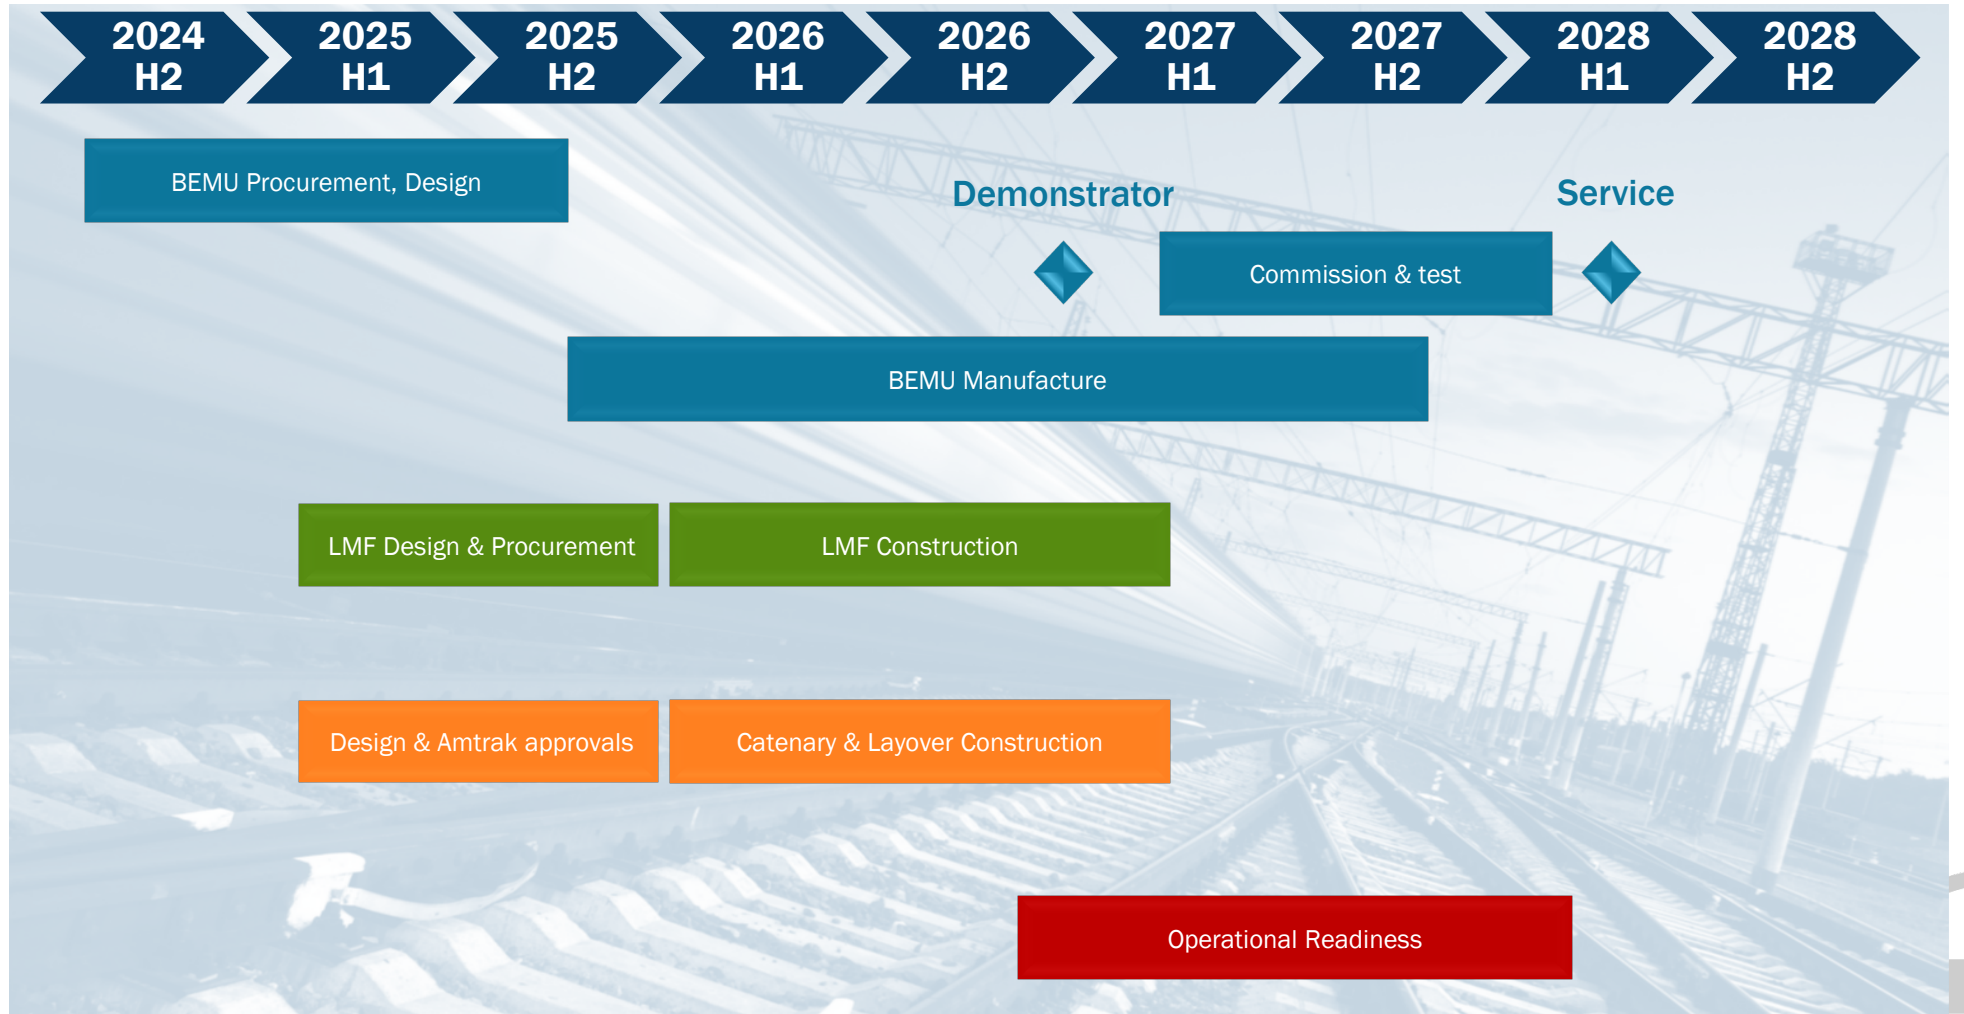 2024 H2
2025 H1
2025 H2
2026 H1
2026 H2
2027 H1
2027 H2
2028 H1
2028 H2
BEMU Procurement, Design
Demonstrator
Service
Commission & test
BEMU Manufacture
LMF Design & Procurement
LMF Construction
Design & Amtrak approvals
Catenary & Layover Construction
Operational Readiness